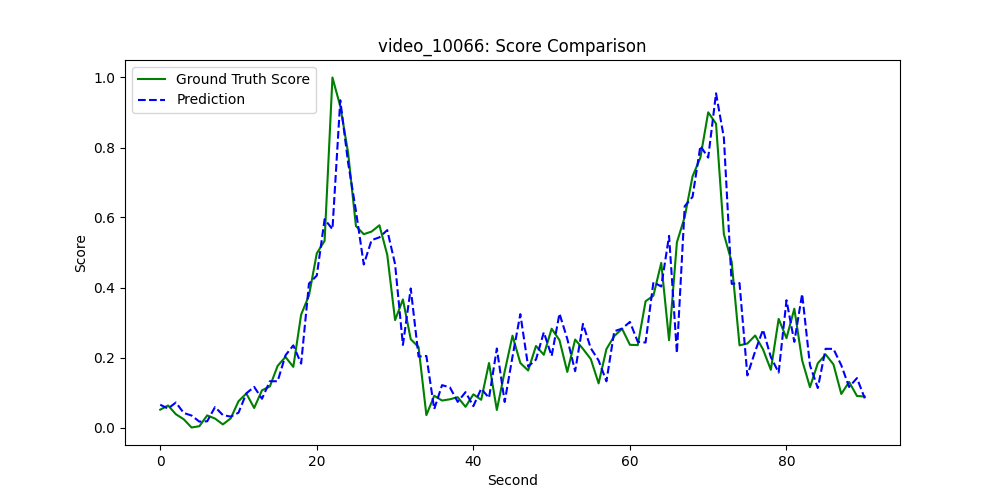 video_10066: Score Comparison
Ground Truth Score
Prediction
1.0
0.8
0.6
0.4
0.2
0.0
Score
0 20 40 60 80
Second